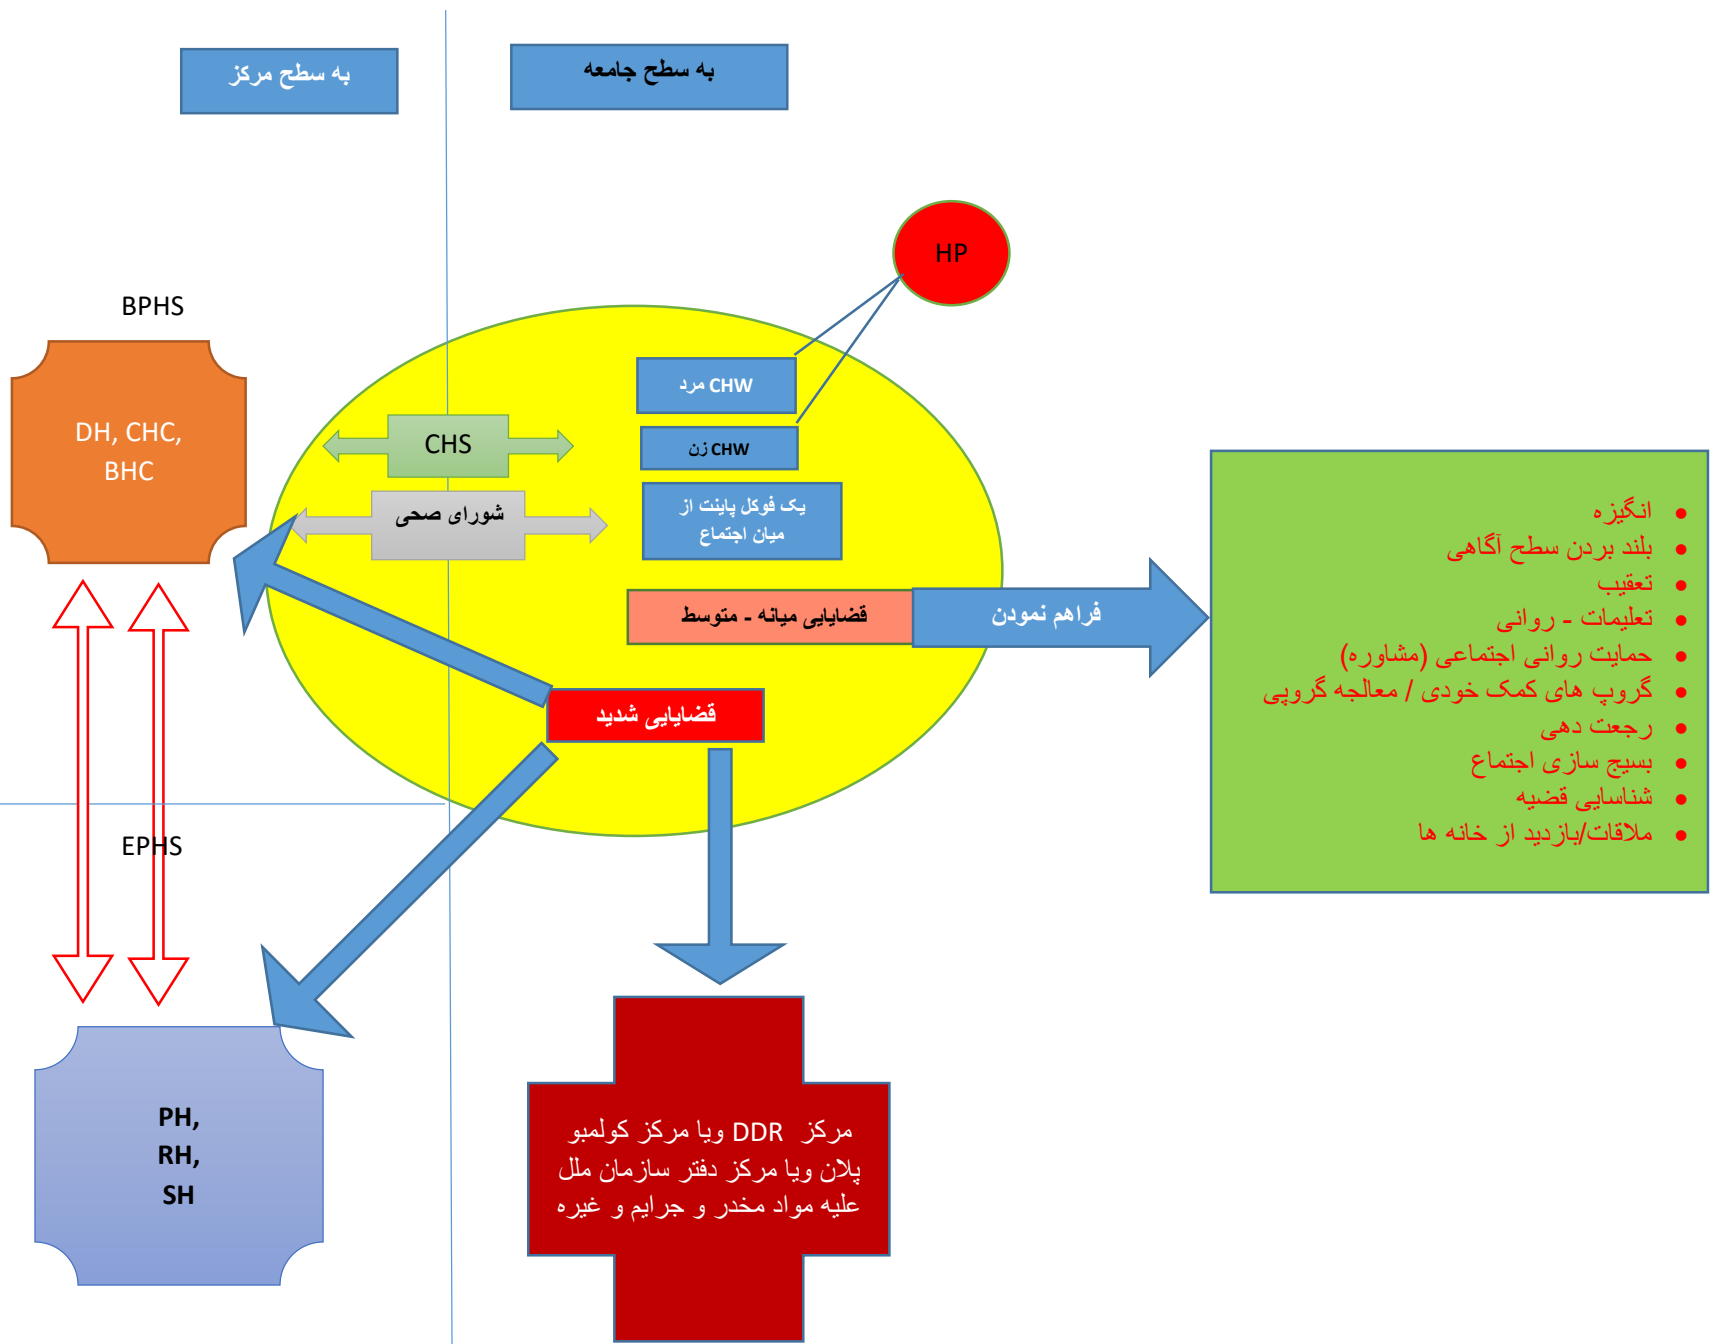 به سطح مرکز
به سطح جامعه
HP
BPHS
DH, CHC,
BHC
CHW مرد
CHW زن
CHS
شورای صحی
یک فوکل پاینت از
میان اجتماع
قضایایی میانه - متوسط
فراهم نمودن
قضایایی شدید
• انگیزه
• بلند بردن سطح آگاهی
• تعقیب
• تعلیمات - روانی
• حمایت روانی اجتماعی (مشاوره)
• گروپ های کمک خودی / معالجه گروپی
• رجعت دهی
• بسیج سازی اجتماع
• شناسایی قضیه
• ملاقات/بازدید از خانه ها
EPHS
PH,
RH,
SH
مرکز DDR ویا مرکز کولمبو
پلان ویا مرکز دفتر سازمان ملل
علیه مواد مخدر و جرایم و غیره